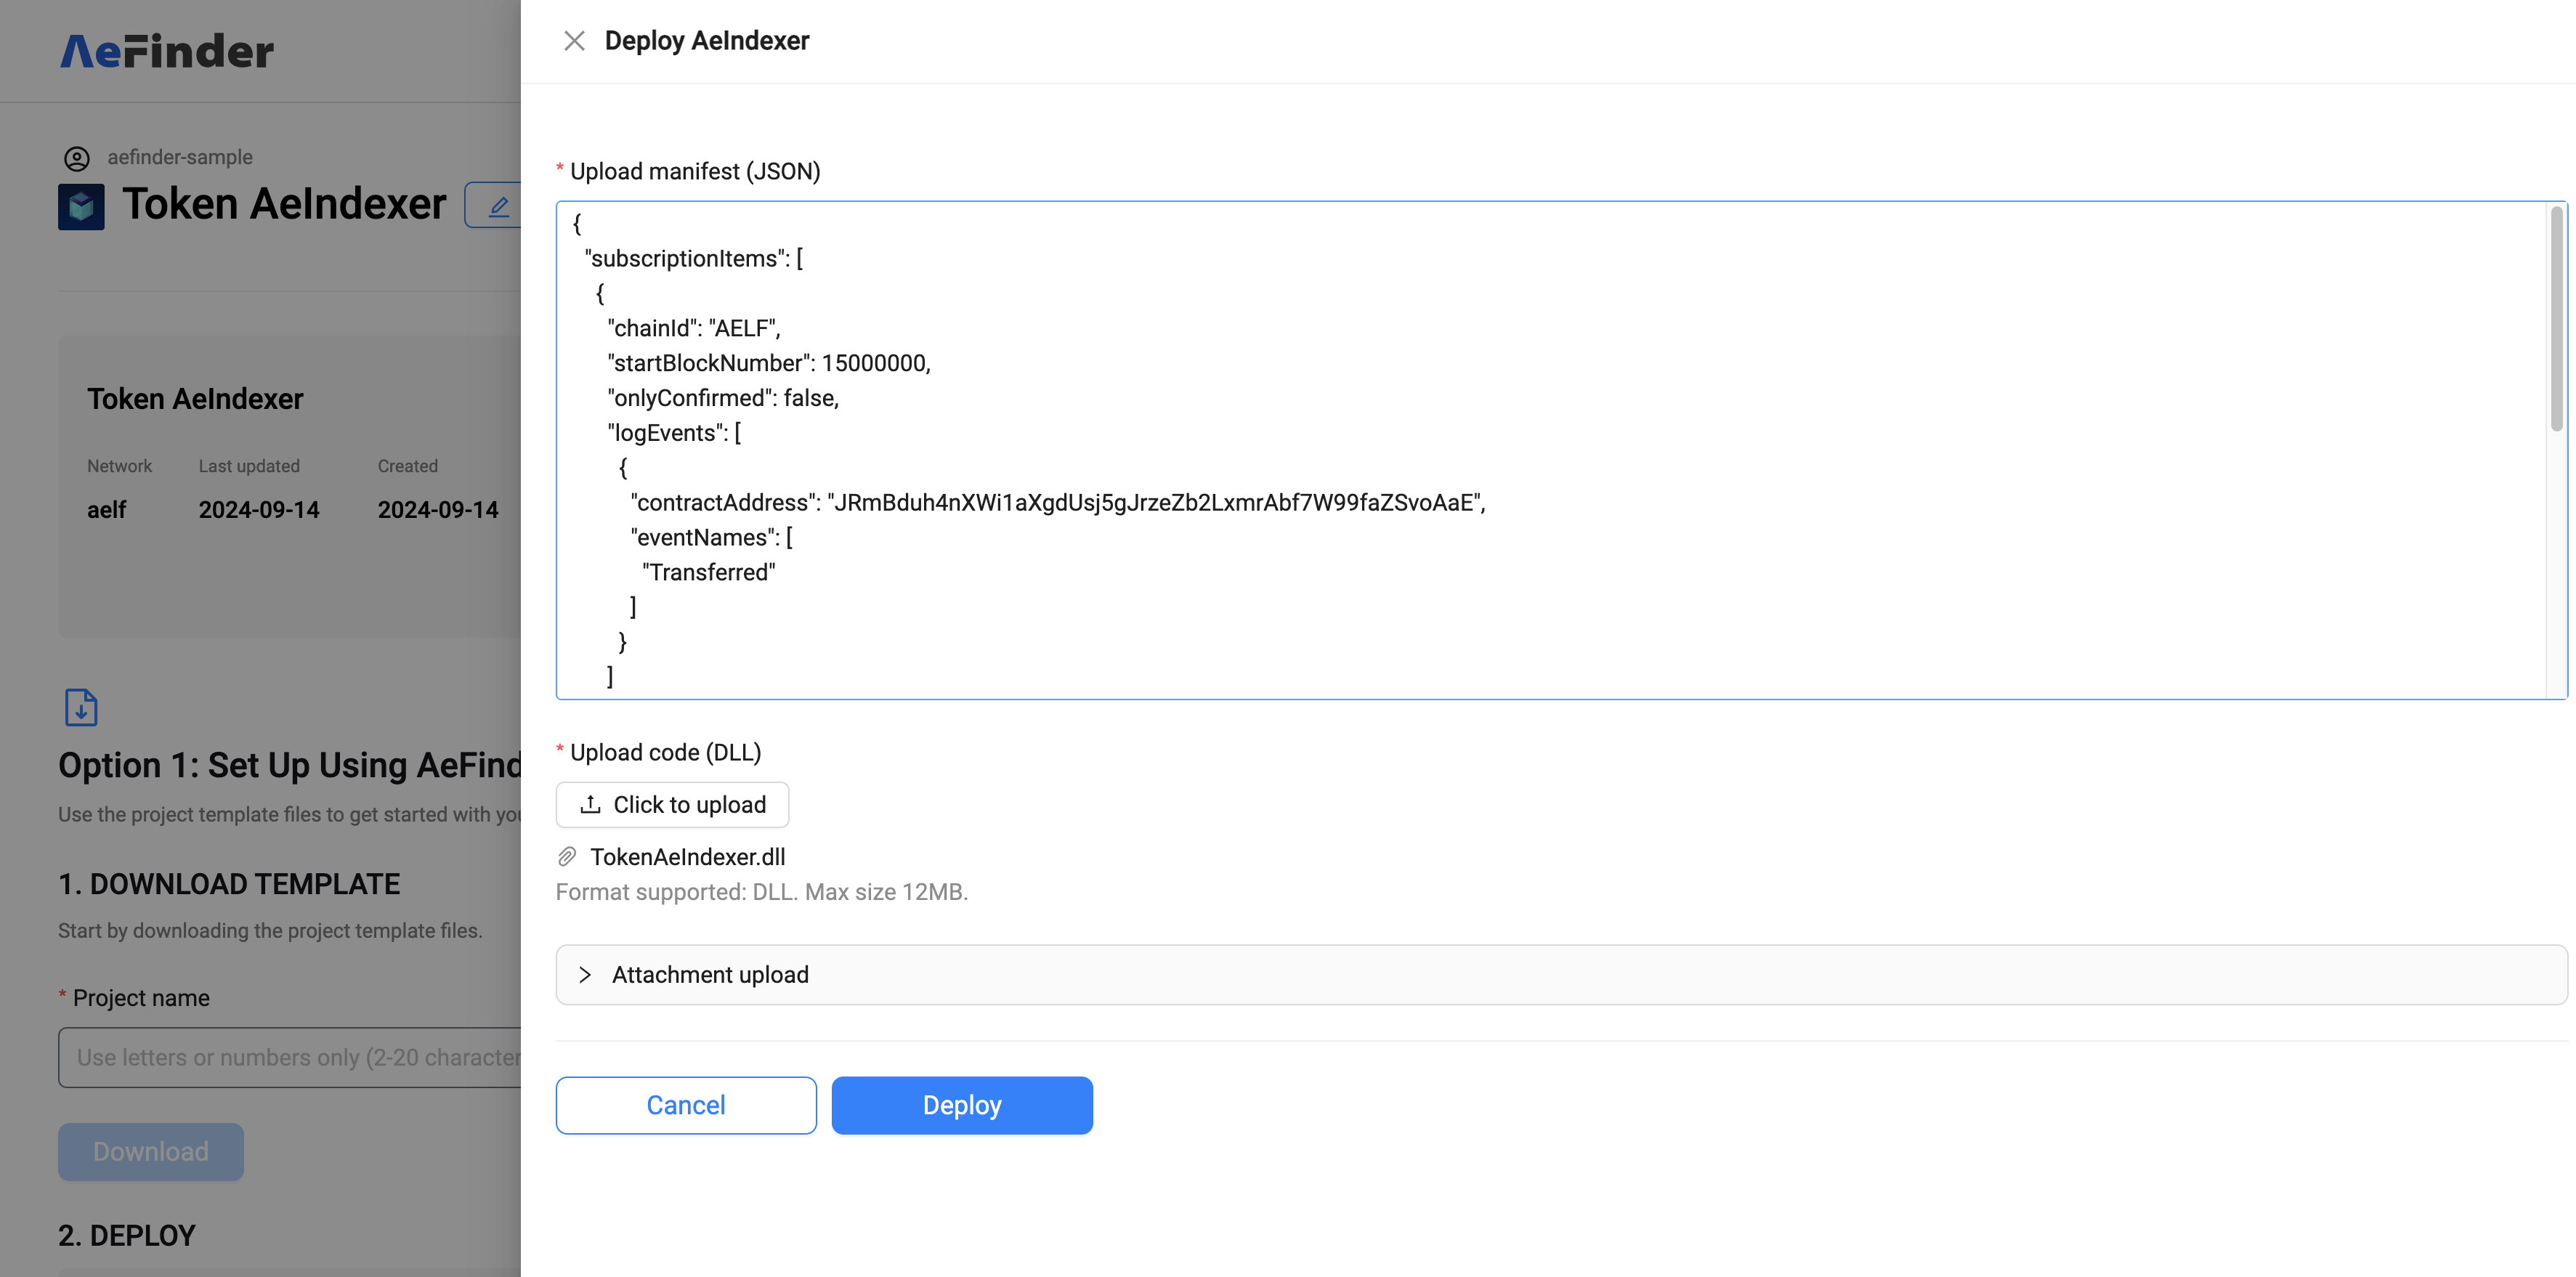 AeFinder
aefinder-sample
Token AeIndexer
Token AeIndexer
Network Last updated Created
aelf 2024-09-14 2024-09-14
Option 1: Set Up Using AeFind
Use the project template files to get started with you
1. DOWNLOAD TEMPLATE
Start by downloading the project template files.
* Project name
Use letters or numbers only (2-20 character
Download
2. DEPLOY
Deploy AeIndexer
* Upload manifest (JSON)
{
"subscriptionItems": [
{
"chainId": "AELF",
"startBlockNumber": 15000000,
"onlyConfirmed": false,
"logEvents": [
{
"contractAddress": "JRmBduh4nXWi1aXgdUsj5gJrzeZb2LxmrAbf7W99faZSvoAaE",
"eventNames": [
"Transferred"
]
}
]
* Upload code (DLL)
Click to upload
TokenAeIndexer.dll
Format supported: DLL. Max size 12MB.
Attachment upload
Cancel
Deploy